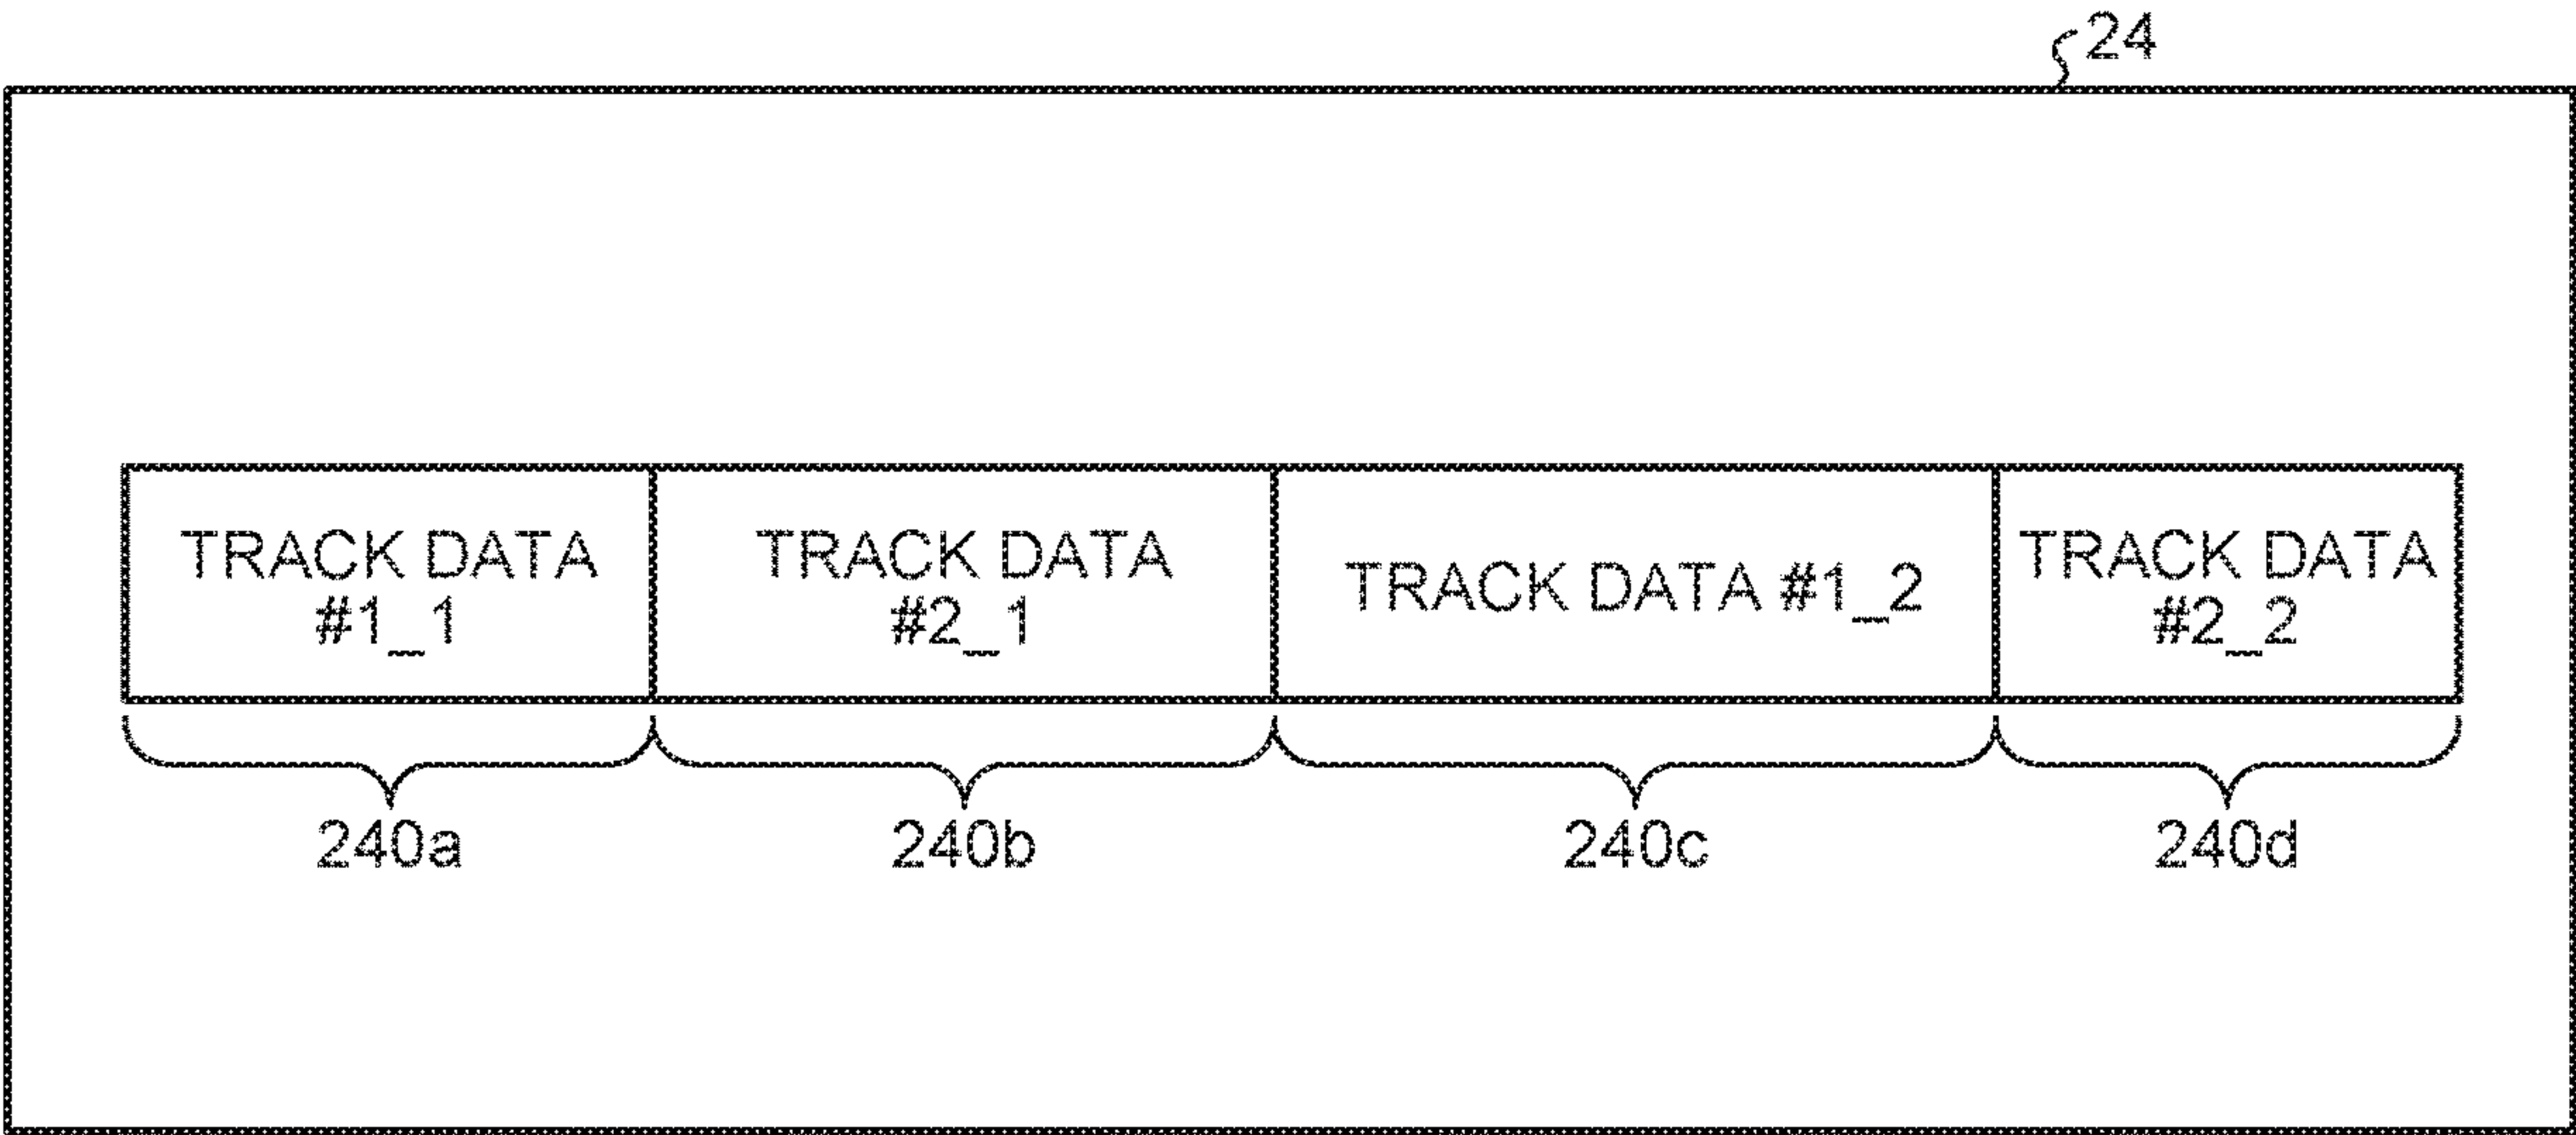 24
TRACK DATA
#1_1
TRACK DATA
#2_1
TRACK DATA #1_2
TRACK DATA
#2_2
240a
240b
240c
240d